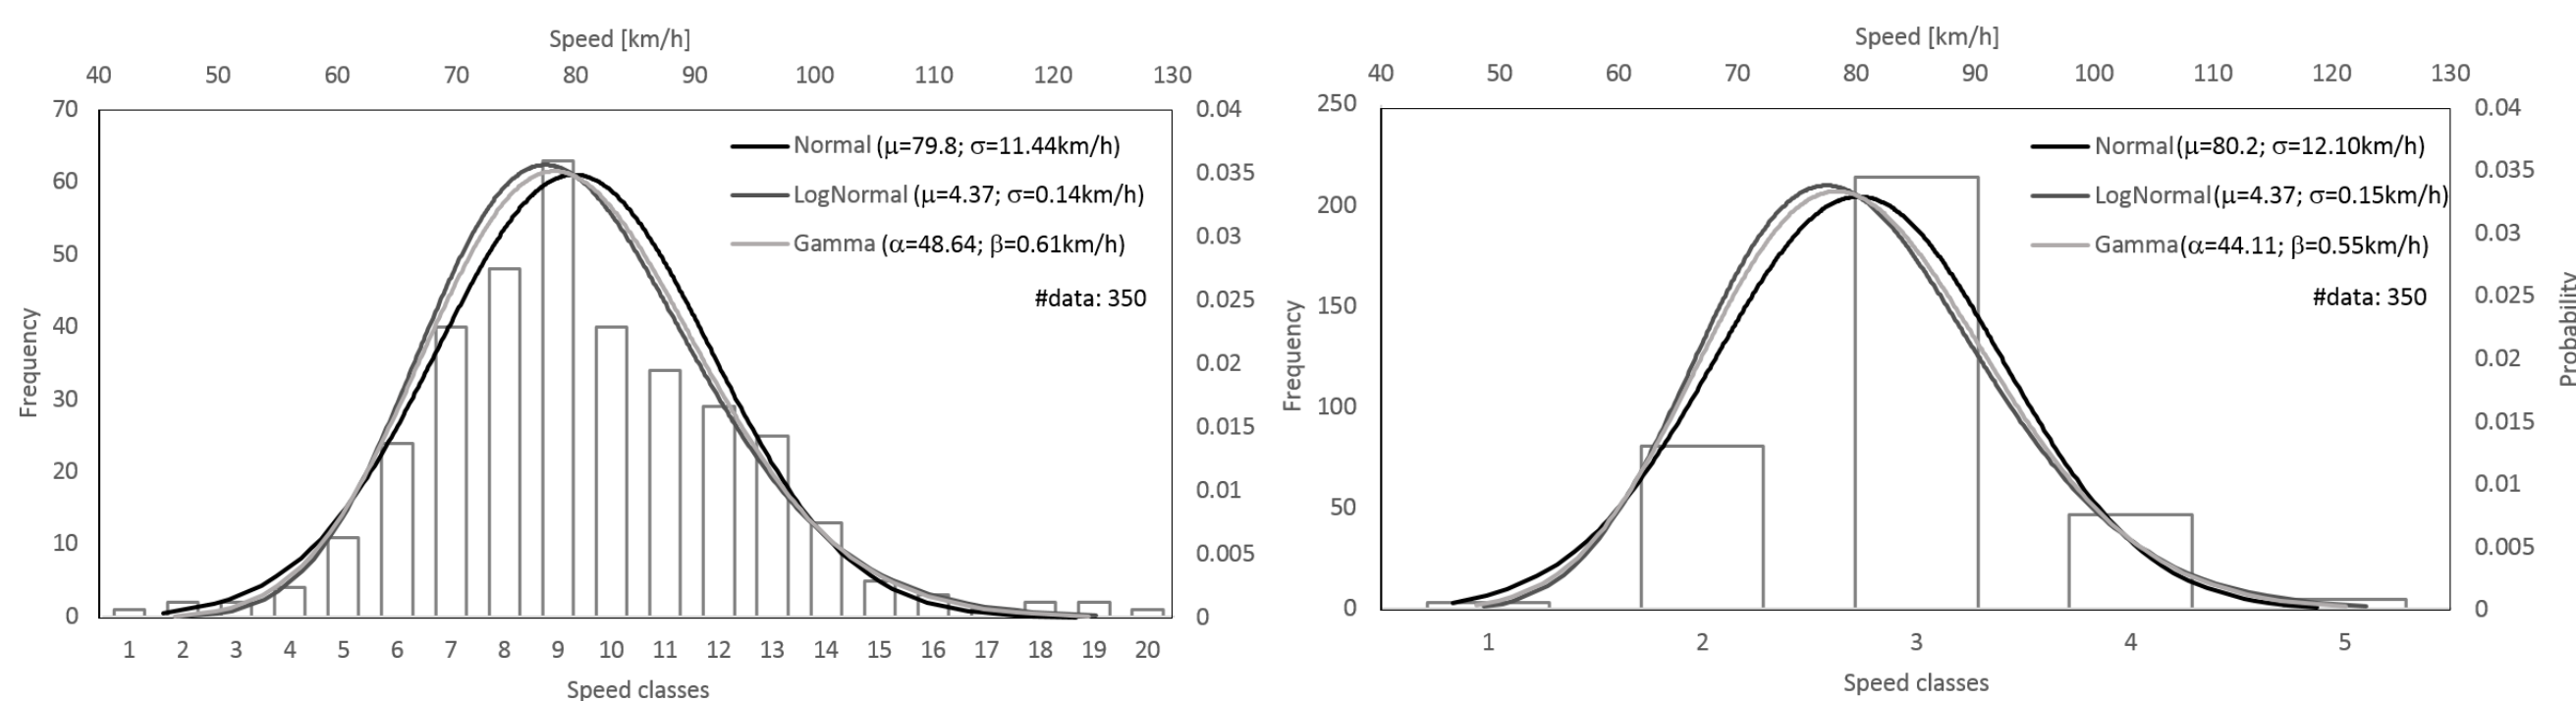 Speed [km/h]
40 50 60 70 80 90 100 110 120 130
70 0.04
Normal (μ=79.8; σ=11.44km/h)
60 0.035
LogNormal (μ=4.37; σ=0.14km/h)
50 0.03
Gamma (α=48.64; β=0.61km/h)
#data: 350
40 0.025
30 0.02
20 0.015
10 0.01
0 0.005
0
Frequency
1 2 3 4 5 6 7 8 9 10 11 12 13 14 15 16 17 18 19 20
Speed classes
Speed [km/h]
40 50 60 70 80 90 100 110 120 130
250 0.04
Normal(μ=80.2; σ=12.10km/h)
200 0.035
LogNormal(μ=4.37; σ=0.15km/h)
150 0.03
Gamma(α=44.11; β=0.55km/h)
#data: 350
100 0.025
50 0.02
0 0.015
0.01
0.005
0
Frequency
Probability
1 2 3 4 5
Speed classes